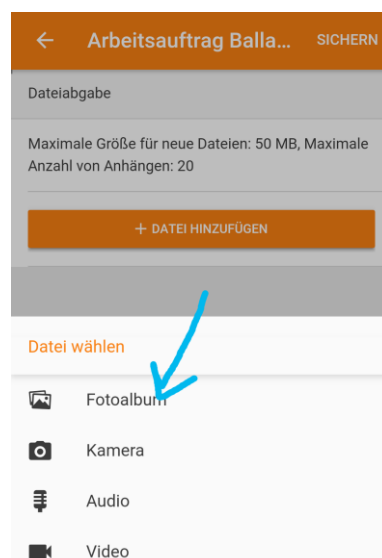 Arbeitsauftrag Balla... SICHERN
Dateiabgabe
Maximale Größe für neue Dateien: 50 MB, Maximale
Anzahl von Anhängen: 20
+ DATEI HINZUFÜGEN
Datei wählen
Fotoalbum
Kamera
Audio
Video